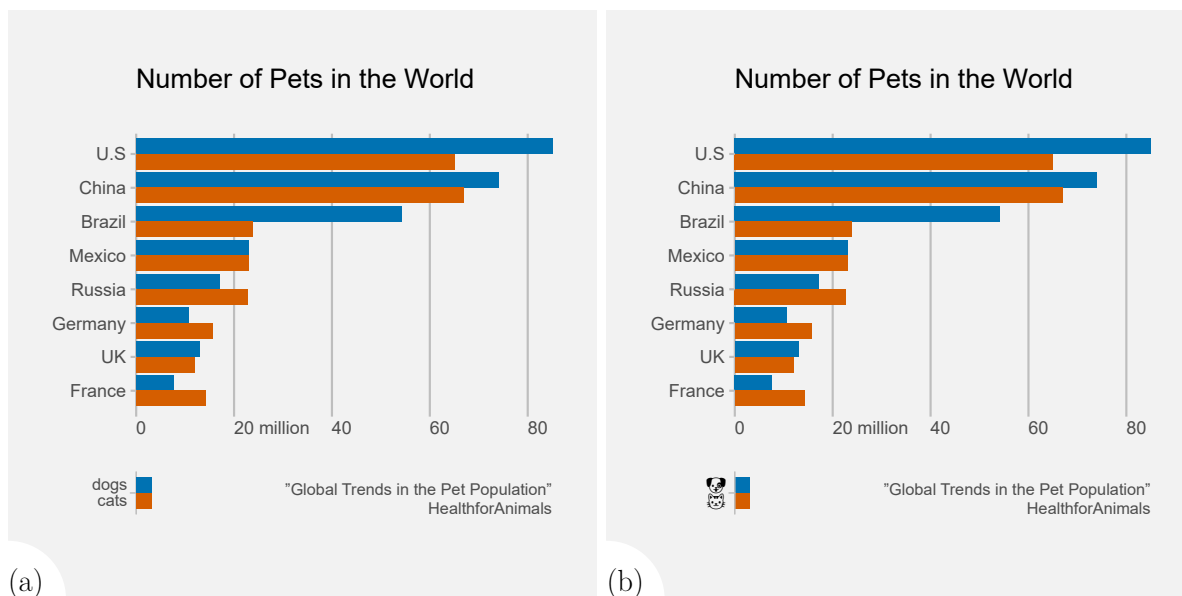 Number of Pets in the World
U.S
China
Brazil
Mexico
Russia
Germany
UK
France
0 20 million 40 60 80
dogs
cats
”Global Trends in the Pet Population”
HealthforAnimals
(a)
Number of Pets in the World
U.S
China
Brazil
Mexico
Russia
Germany
UK
France
0 20 million 40 60 80
”Global Trends in the Pet Population”
HealthforAnimals
(b)